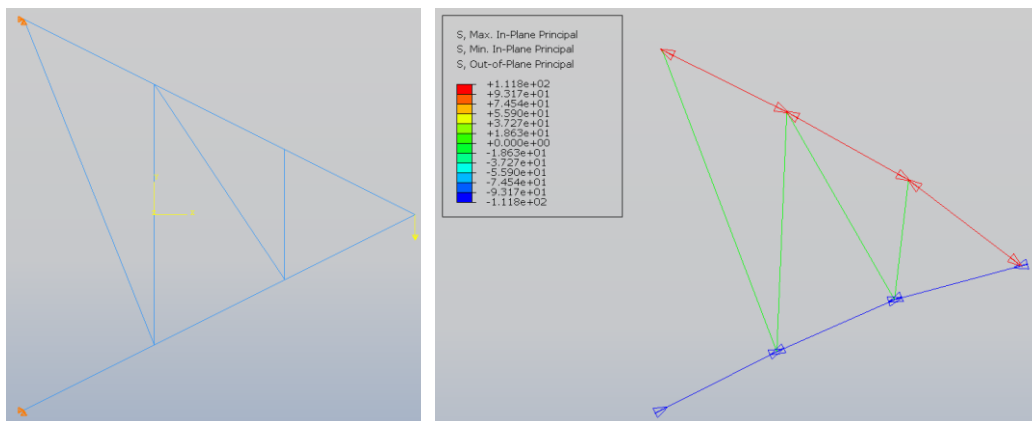 S, Max. In-Plane Principal
S, Min. In-Plane Principal
S, Out-of-Plane Principal
+1.118e+02
+9.317e+01
+7.454e+01
+5.590e+01
+3.727e+01
+1.863e+01
+0.000e+00
-1.863e+01
-3.727e+01
-5.590e+01
-7.454e+01
-9.317e+01
-1.118e+02